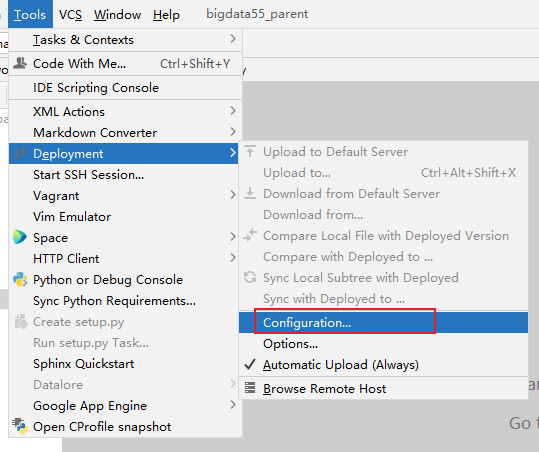 Tools VCS Window Help bigdata55_parent
Tasks & Contexts
Code With Me... Ctrl+Shift+Y
IDE Scripting Console
XML Actions
Markdown Converter
Deployment
Start SSH Session...
Vagrant
Vim Emulator
Space
HTTP Client
Python or Debug Console
Sync Python Requirements...
Create setup.py
Run setup.py Task...
Sphinx Quickstart
Datalore
Google App Engine
Open CProfile snapshot
Upload to Default Server
Upload to... Ctrl+Alt+Shift+X
Download from Default Server
Download from...
Compare Local File with Deployed Version
Compare with Deployed to ...
Sync Local Subtree with Deployed
Sync with Deployed to ...
Configuration...
Options...
Automatic Upload (Always)
Browse Remote Host
Go t